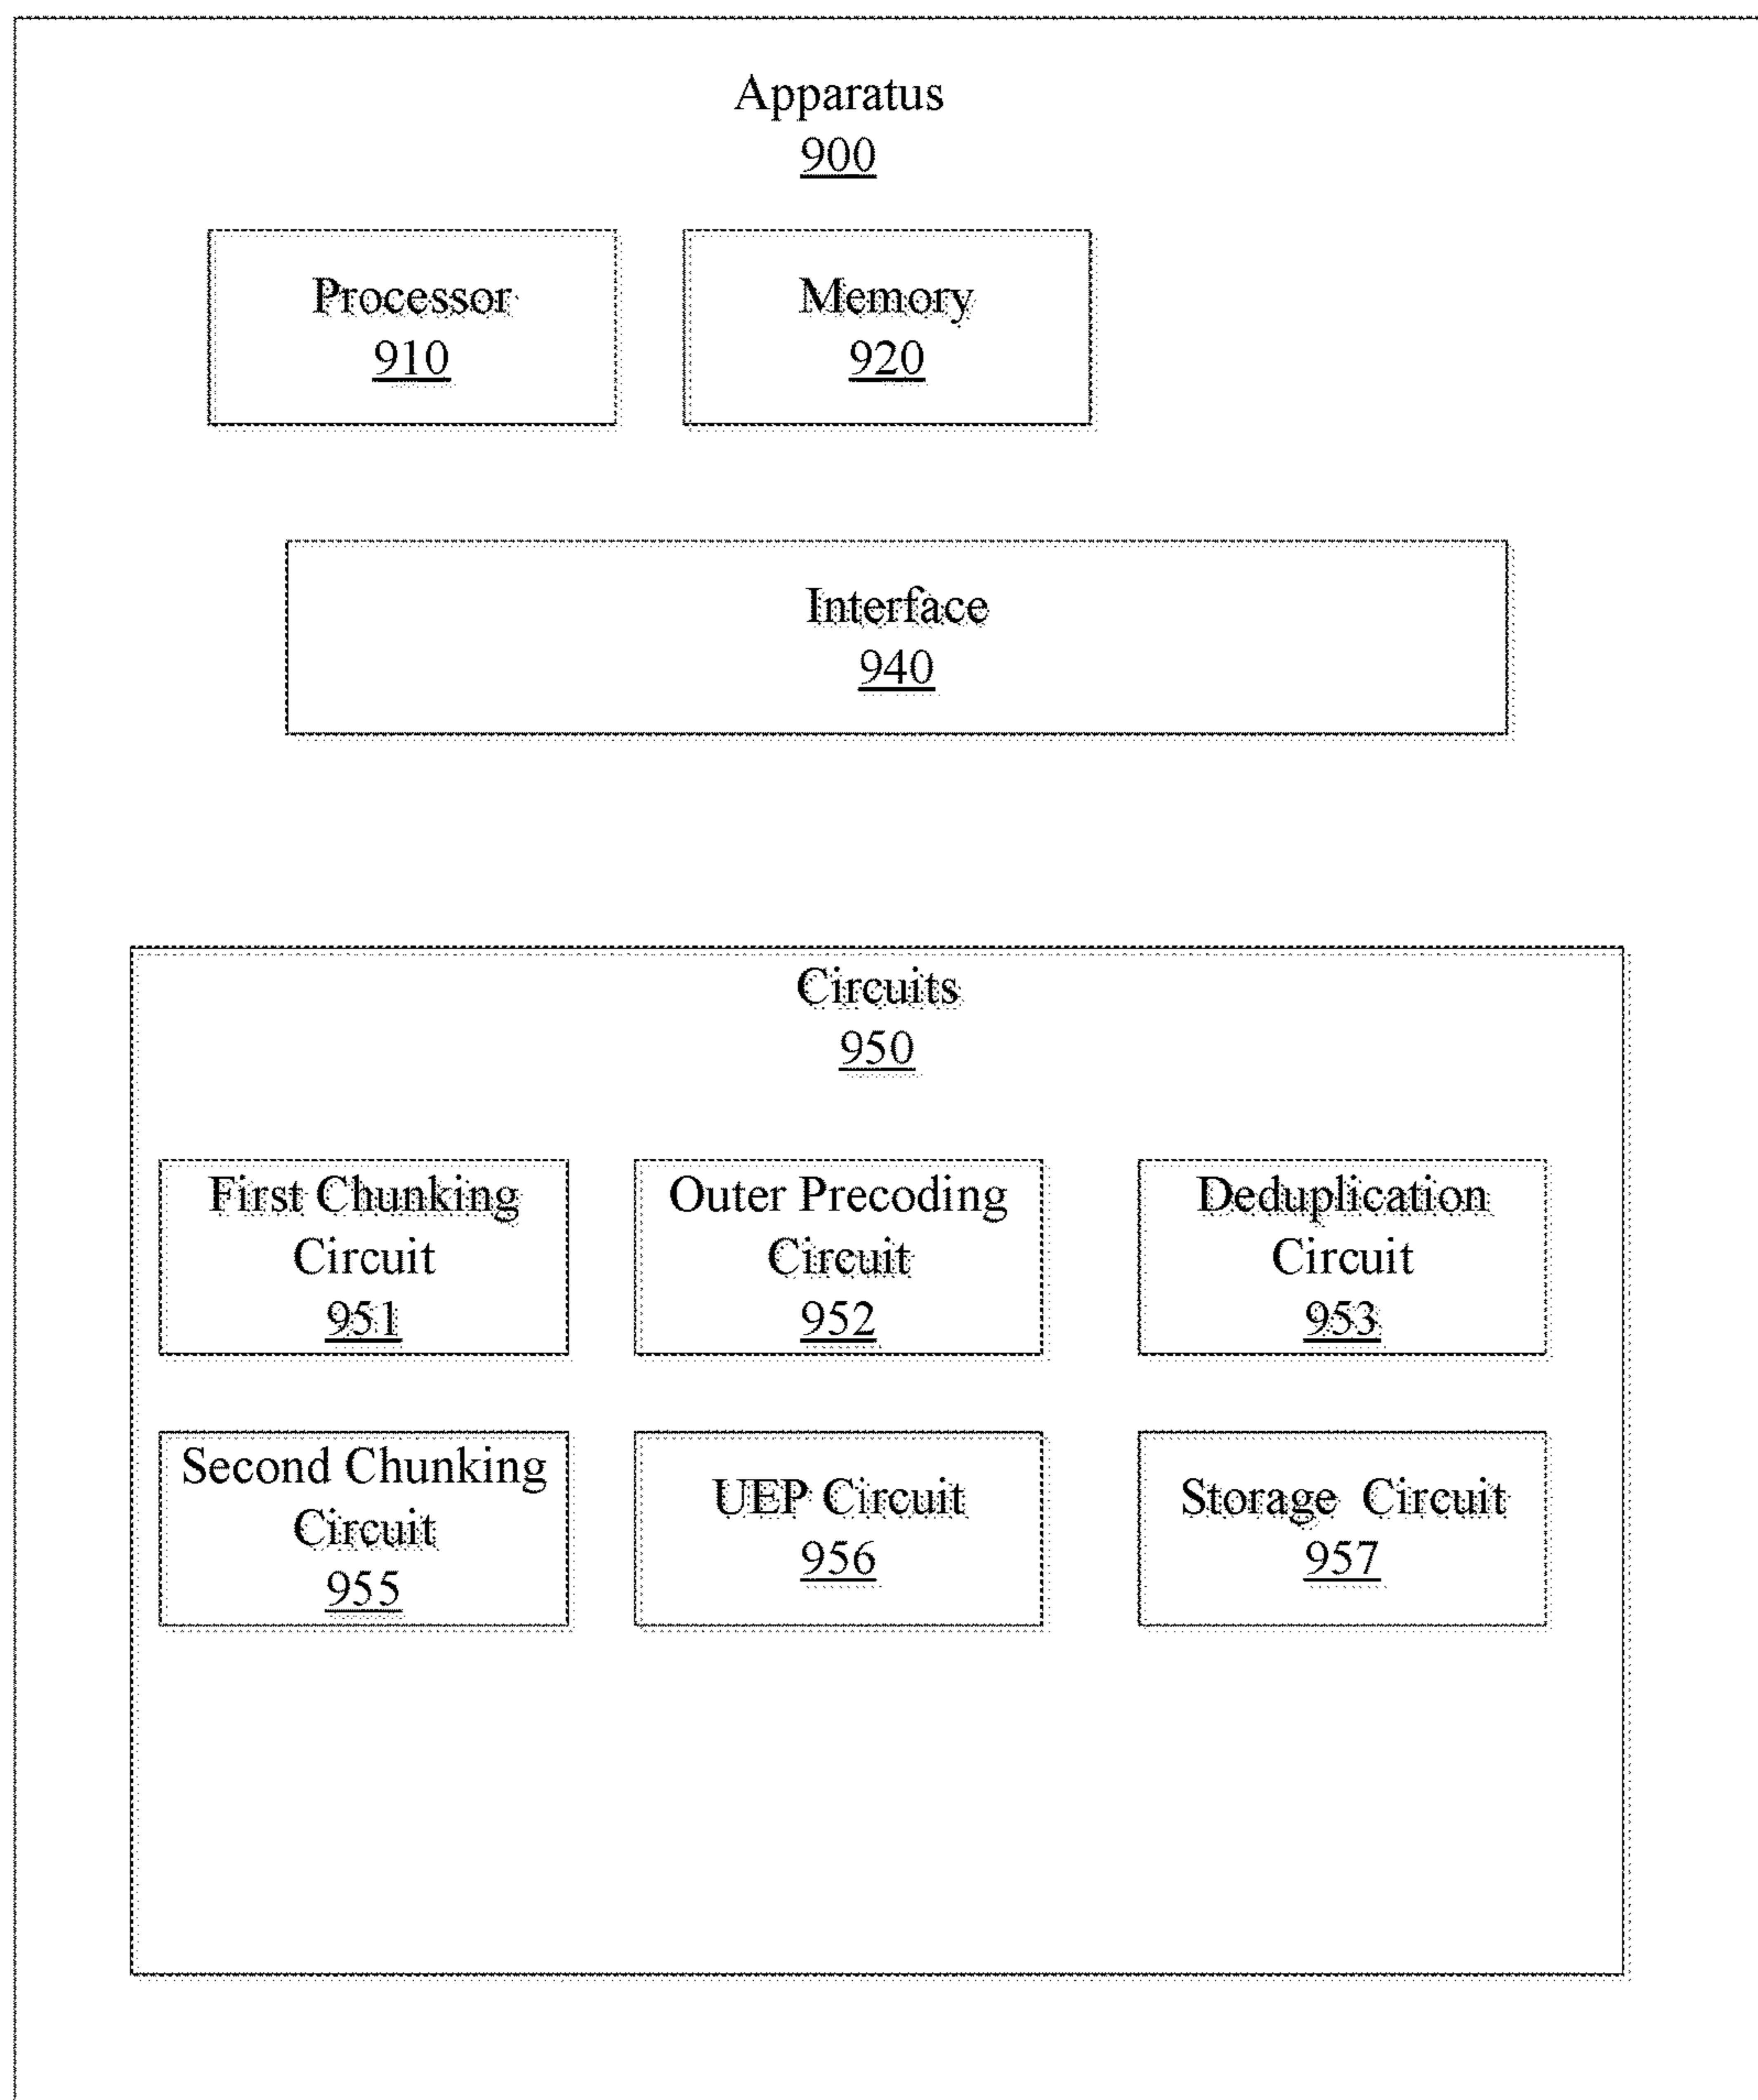 Apparatus
900
Processor
910
Memory
920
Interface
940
Circuits
950
First Chunking
Circuit
951
Outer Precoding
Circuit
952
Deduplication
Circuit
953
Second Chunking
Circuit
955
UEP Circuit
956
Storage Circuit
957